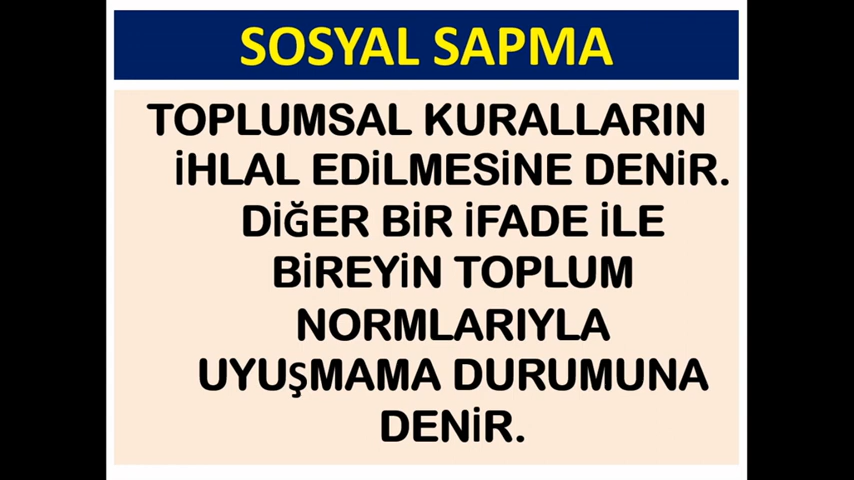 SOSYAL SAPMA
TOPLUMSAL KURALLARIN
İHLAL EDİLMESİNE DENİR.
DİĞER BİR İFADE İLE
BİREYİN TOPLUM
NORMLARIYLA
UYUŞMAMA DURUMUNA
DENİR.